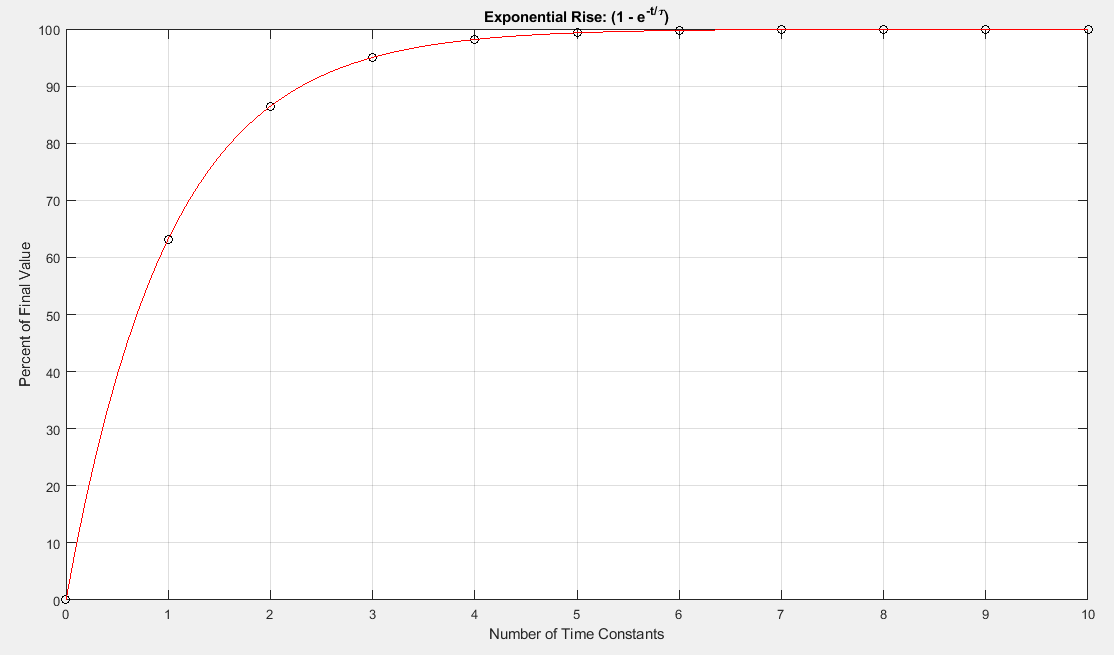 Exponential Rise: (1 - e^-t/τ)
100
90
80
70
60
50
40
30
20
10
0
Percent of Final Value
0 1 2 3 4 5 6 7 8 9 10
Number of Time Constants